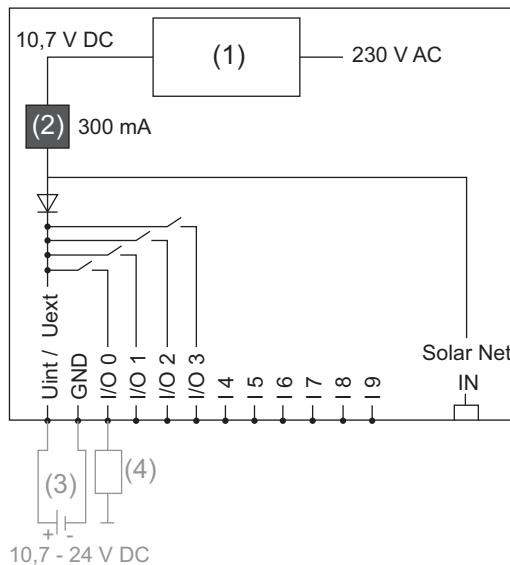 10,7 V DC
(1)
230 V AC
(2)
300 mA
Uint / Uext
GND
I/O 0
I/O 1
I/O 2
I/O 3
I 4
I 5
I 6
I 7
I 8
I 9
Solar Net
IN
(3)
(4)
+ -
10,7 - 24 V DC